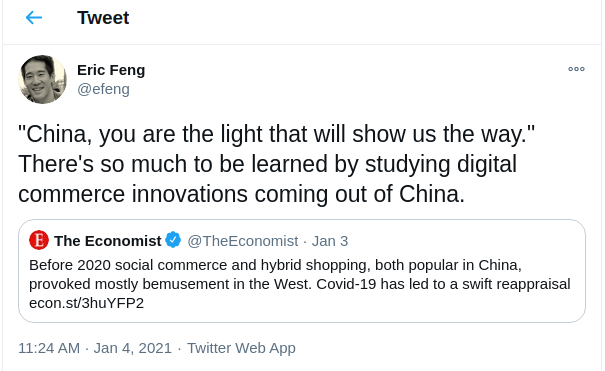 Tweet
Eric Feng
@efeng
"China, you are the light that will show us the way."
There's so much to be learned by studying digital
commerce innovations coming out of China.
The Economist @TheEconomist · Jan 3
Before 2020 social commerce and hybrid shopping, both popular in China,
provoked mostly bemusement in the West. Covid-19 has led to a swift reappraisal
econ.st/3huYFP2
11:24 AM · Jan 4, 2021 · Twitter Web App